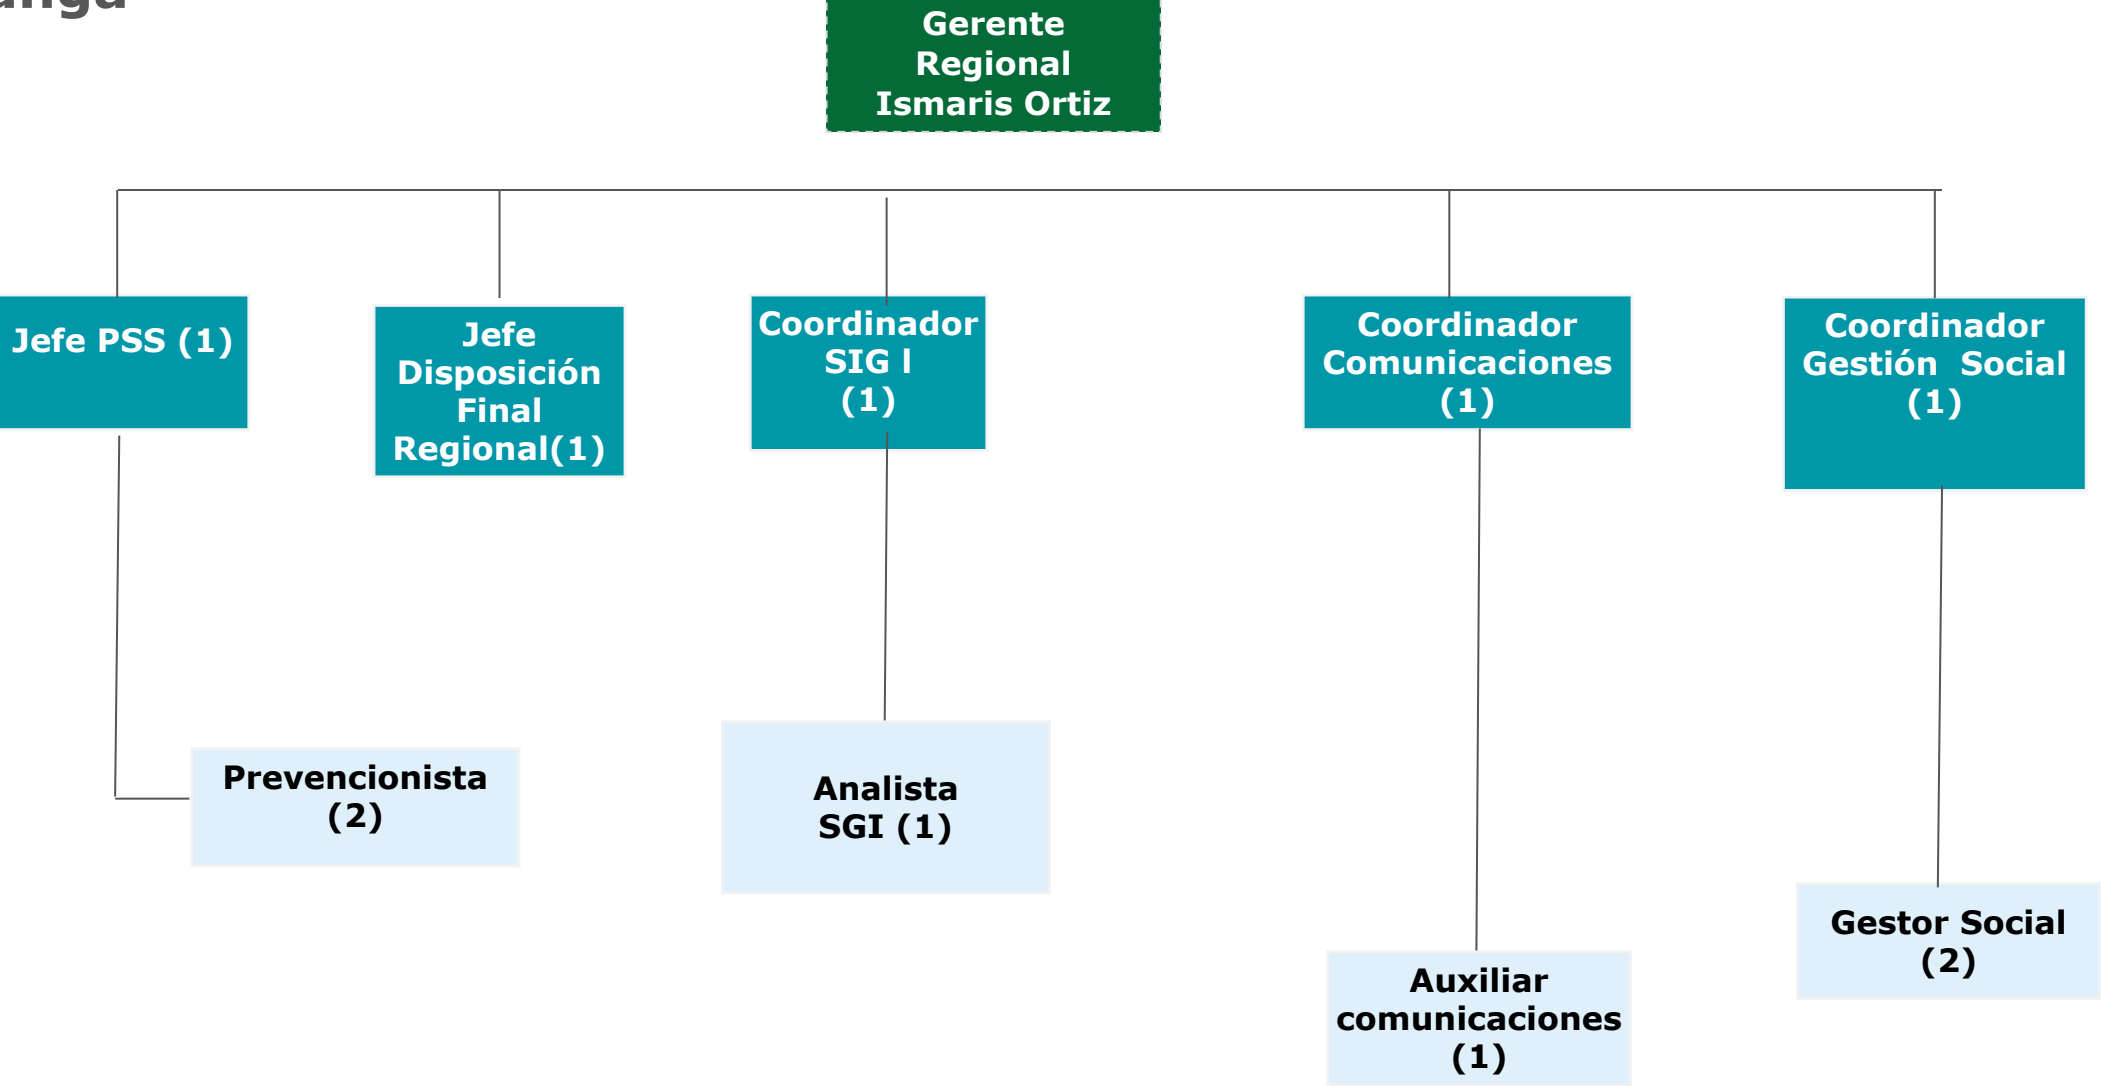 Gerente
Regional
Ismaris Ortiz
Jefe PSS (1)
Jefe
Disposición
Final
Regional(1)
Coordinador
SIG l
(1)
Coordinador
Comunicaciones
(1)
Coordinador
Gestión  Social
(1)
Prevencionista
(2)
Analista
SGI (1)
Auxiliar
comunicaciones
(1)
Gestor Social
(2)